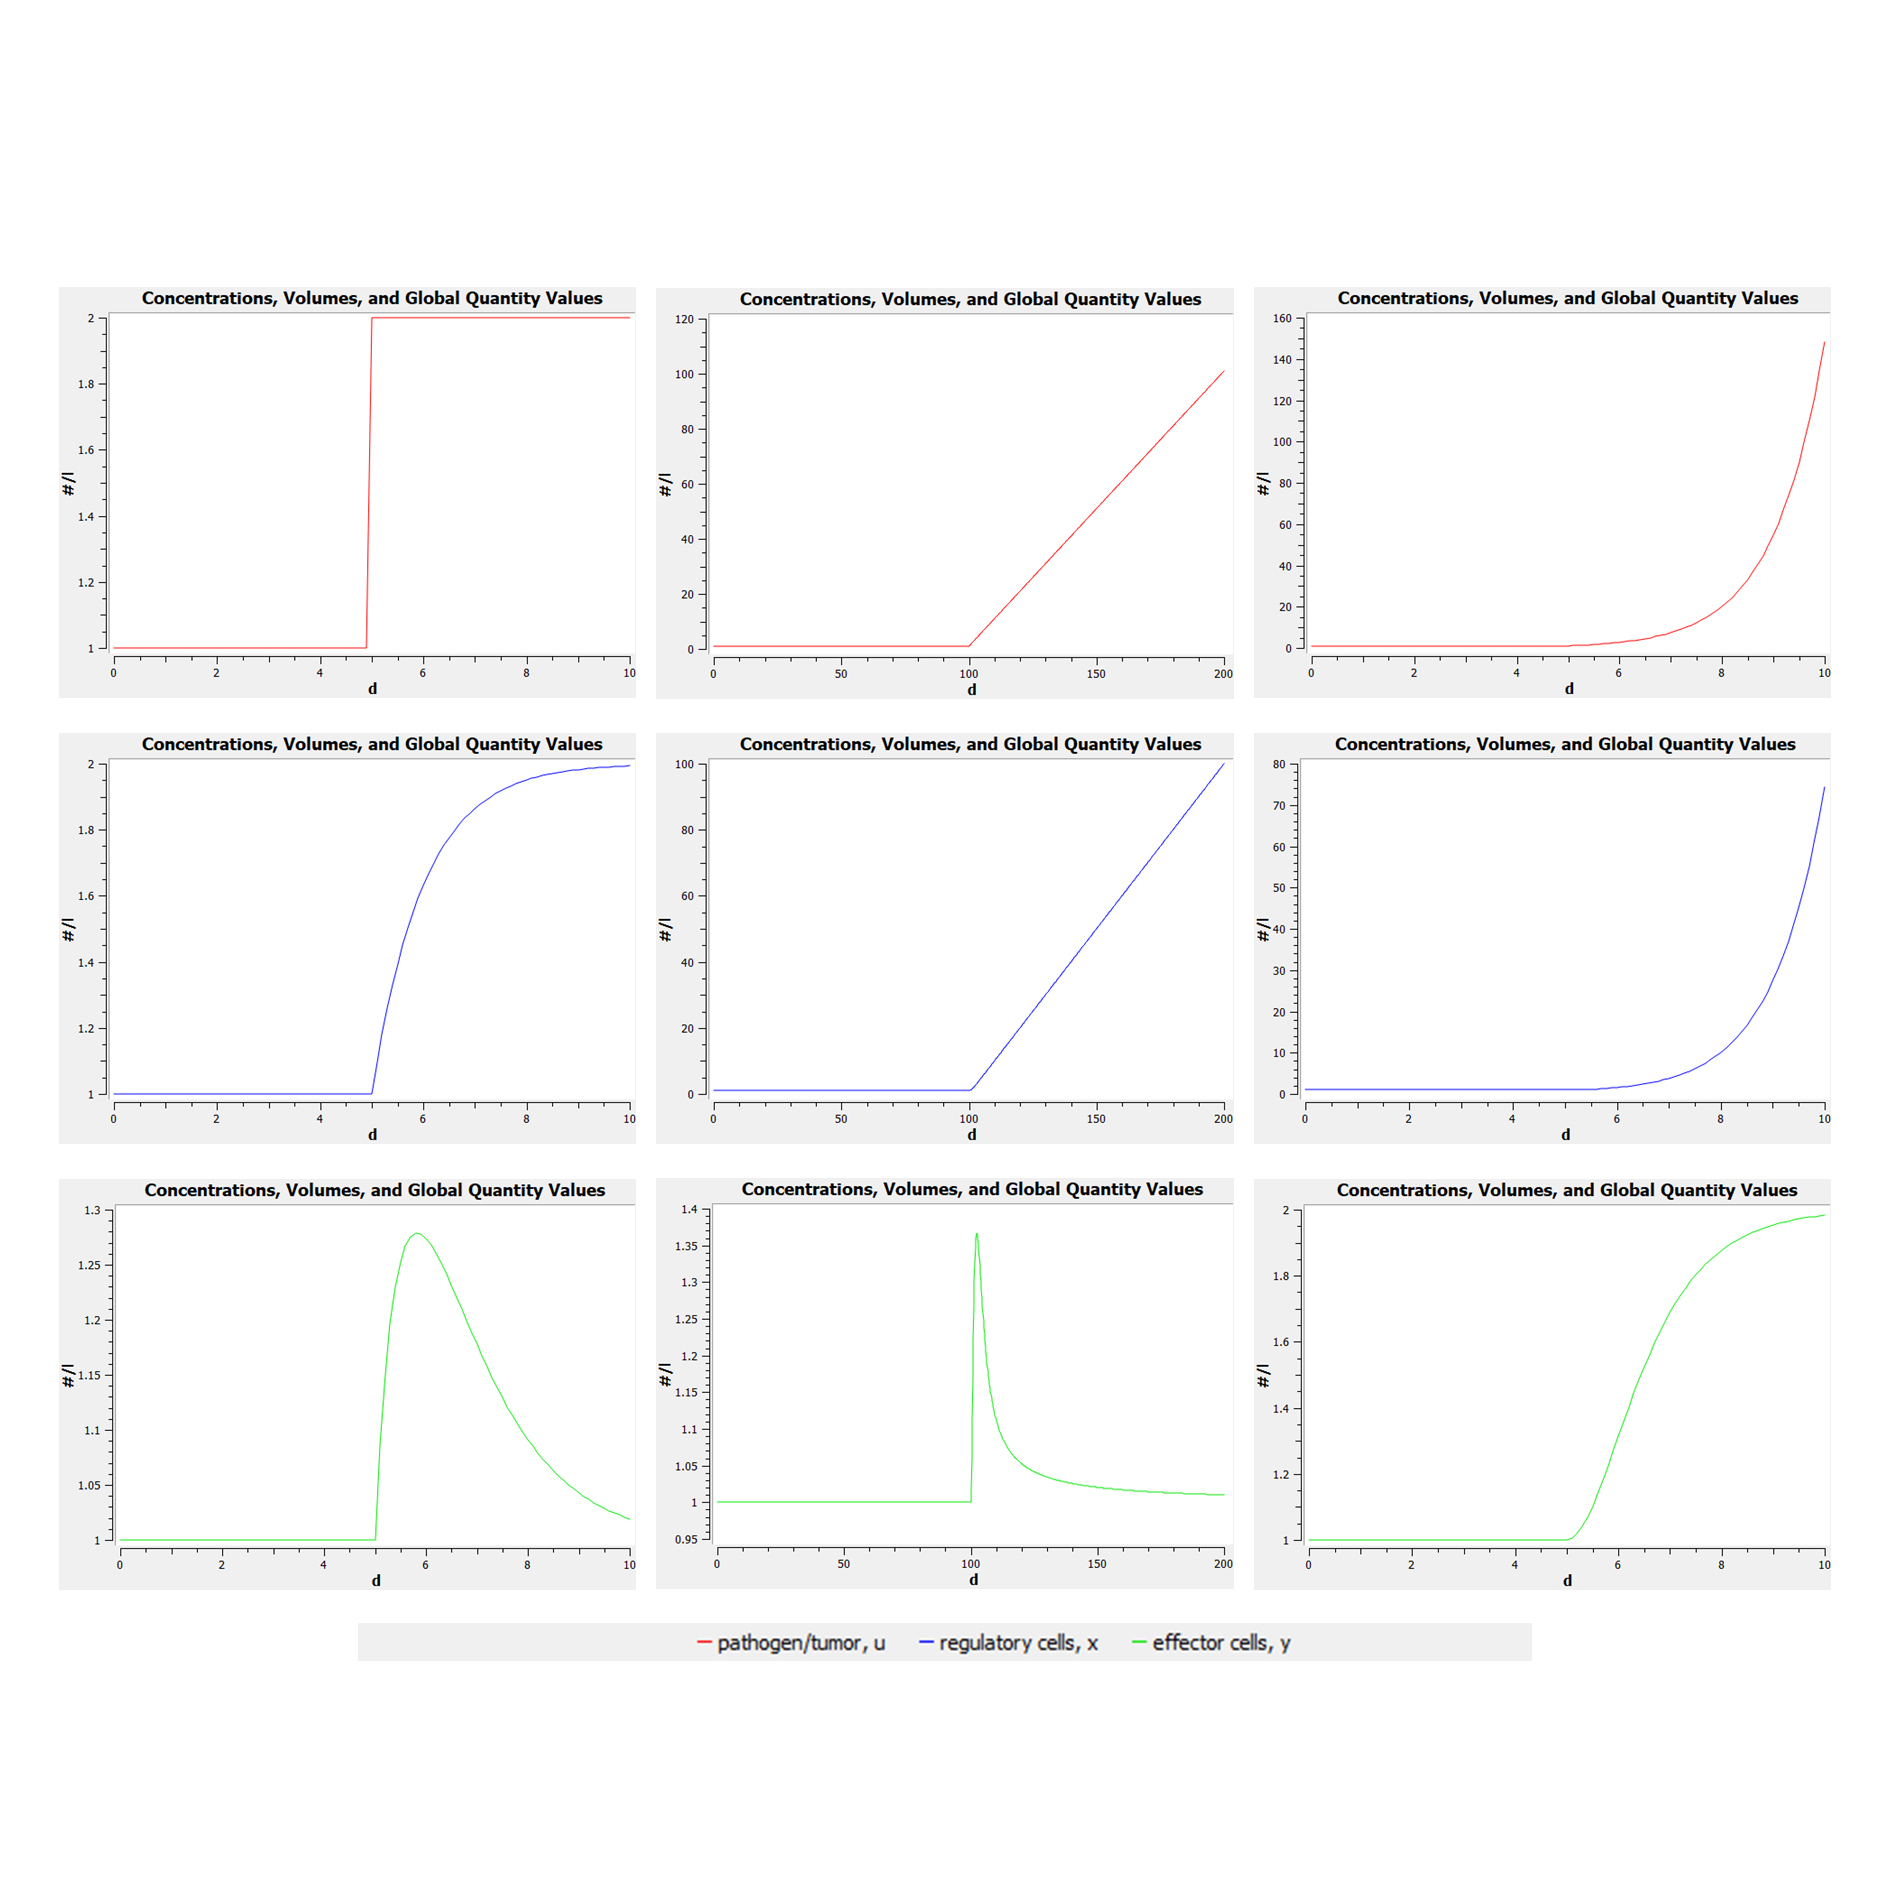 Concentrations, Volumes, and Global Quantity Values
#/l
2
1.8
1.6
1.4
1.2
1
0 2 4 6 8 10
d
Concentrations, Volumes, and Global Quantity Values
#/l
120
100
80
60
40
20
0
0 50 100 150 200
d
Concentrations, Volumes, and Global Quantity Values
#/l
160
140
120
100
80
60
40
20
0
0 2 4 6 8 10
d
Concentrations, Volumes, and Global Quantity Values
#/l
2
1.8
1.6
1.4
1.2
1
0 2 4 6 8 10
d
Concentrations, Volumes, and Global Quantity Values
#/l
100
80
60
40
20
0
0 50 100 150 200
d
Concentrations, Volumes, and Global Quantity Values
#/l
80
70
60
50
40
30
20
10
0
0 2 4 6 8 10
d
Concentrations, Volumes, and Global Quantity Values
#/l
1.3
1.25
1.2
1.15
1.1
1.05
1
0 2 4 6 8 10
d
Concentrations, Volumes, and Global Quantity Values
#/l
1.4
1.35
1.3
1.25
1.2
1.15
1.1
1.05
1
0.95
0 50 100 150 200
d
Concentrations, Volumes, and Global Quantity Values
#/l
2
1.8
1.6
1.4
1.2
1
0 2 4 6 8 10
d
pathogen/tumor, u regulatory cells, x effector cells, y